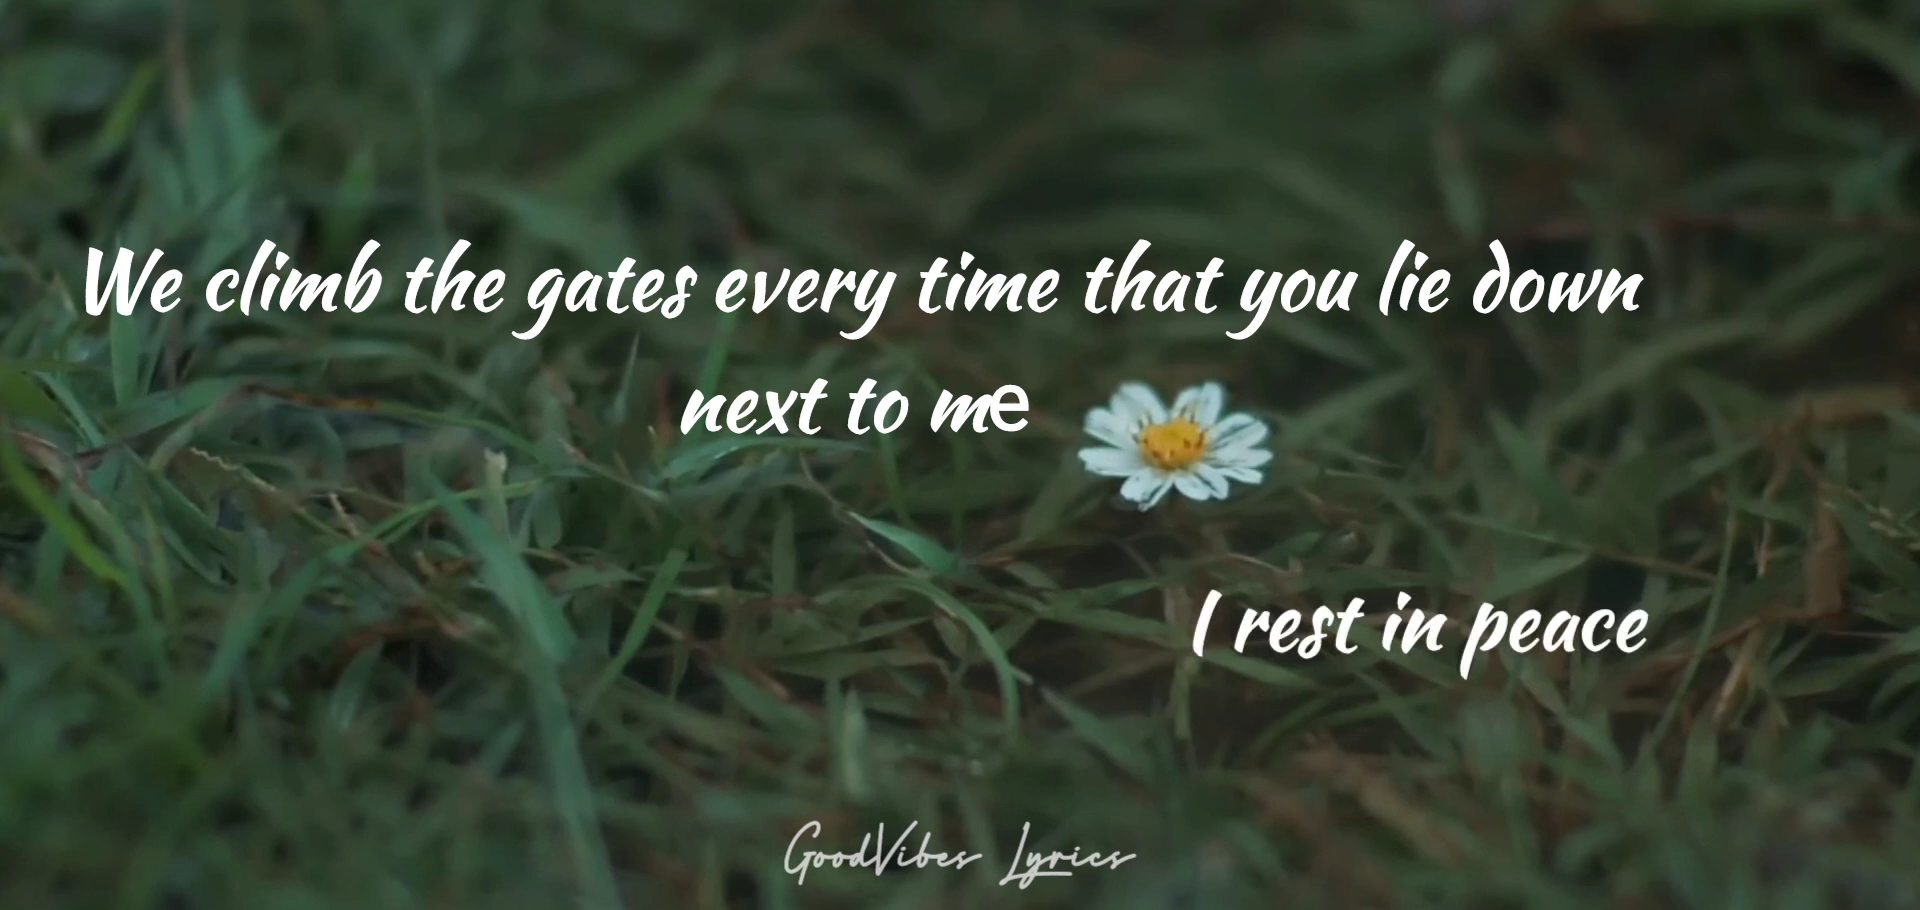 We climb the gates every time that you lie down
next to me
I rest in peace
GoodVibes Lyrics